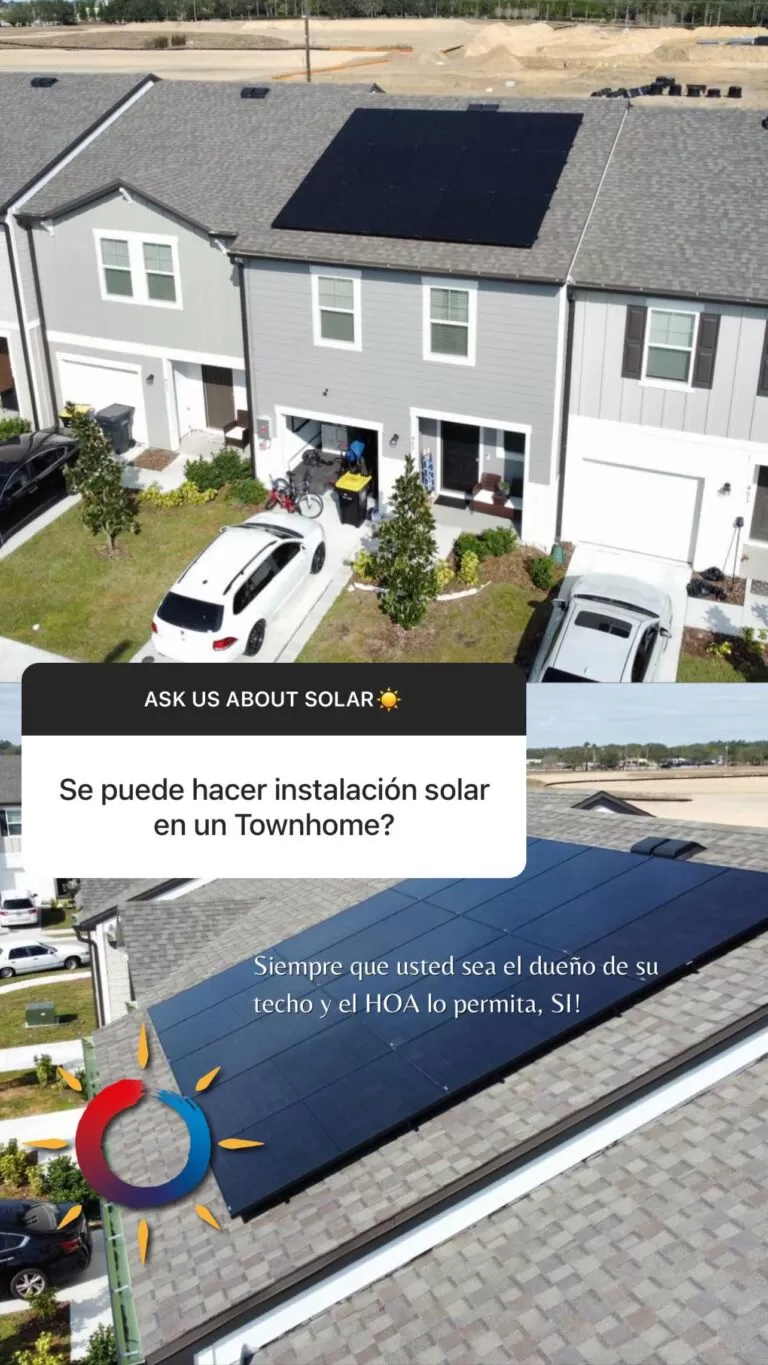 ASK US ABOUT SOLAR☀️
Se puede hacer instalación solar
en un Townhome?
Siempre que usted sea el dueño de su
techo y el HOA lo permita, SI!